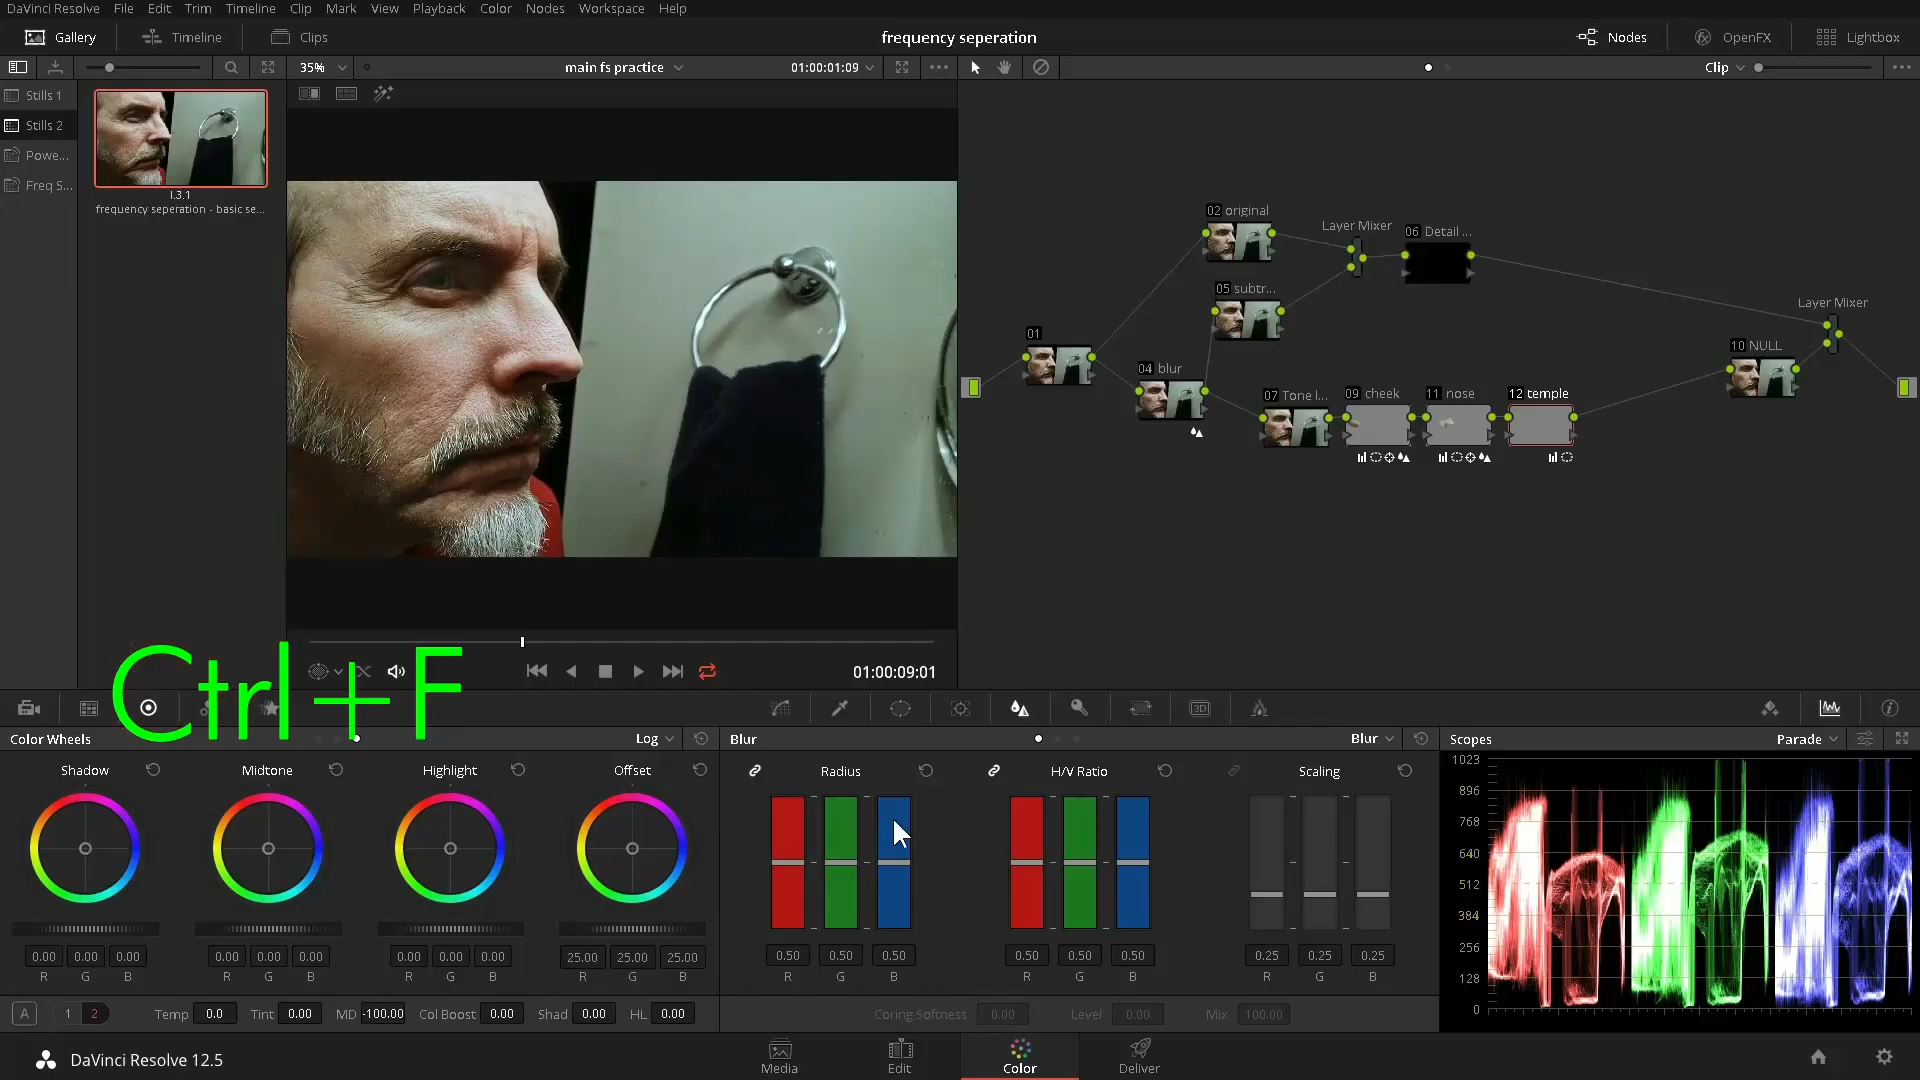 DaVinci Resolve File Edit Trim Timeline Clip Mark View Playback Color Nodes Workspace Help
Gallery Timeline Clips frequency seperation Nodes OpenFX Lightbox
35% main fs practice 01:00:01:09 Clip
Stills 1
Stills 2
Powe...
Freq S...
1.3.1
frequency seperation - basic se...
02 original
Layer Mixer
06 Detail ...
05 subtr...
Layer Mixer
01
10 NULL
04 blur
07 Tone l...
09 cheek
11 nose
12 temple
01:00:09:01
Ctrl+F
Color Wheels Log Blur Blur Scopes Parade
Shadow Midtone Highlight Offset Radius H/V Ratio Scaling
1023
896
768
640
512
384
256
128
0
0.00 0.00 0.00 0.00 0.00 0.00 0.00 0.00 0.00 25.00 25.00 25.00 0.50 0.50 0.50 0.50 0.50 0.50 0.25 0.25 0.25
R G B R G B R G B R G B R G B R G B R G B
A 1 2 Temp 0.0 Tint 0.00 MD -100.00 Col Boost 0.00 Shad 0.00 HL 0.00 Coring Softness 0.00 Level 0.00 Mix 100.00
DaVinci Resolve 12.5 Media Edit Color Deliver
3D